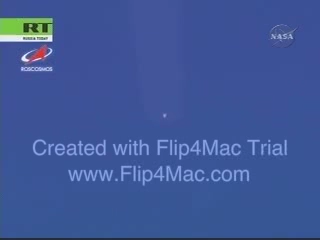 RT
RUSSIA TODAY
ROSCOSMOS
NASA
Created with Flip4Mac Trial
www.Flip4Mac.com